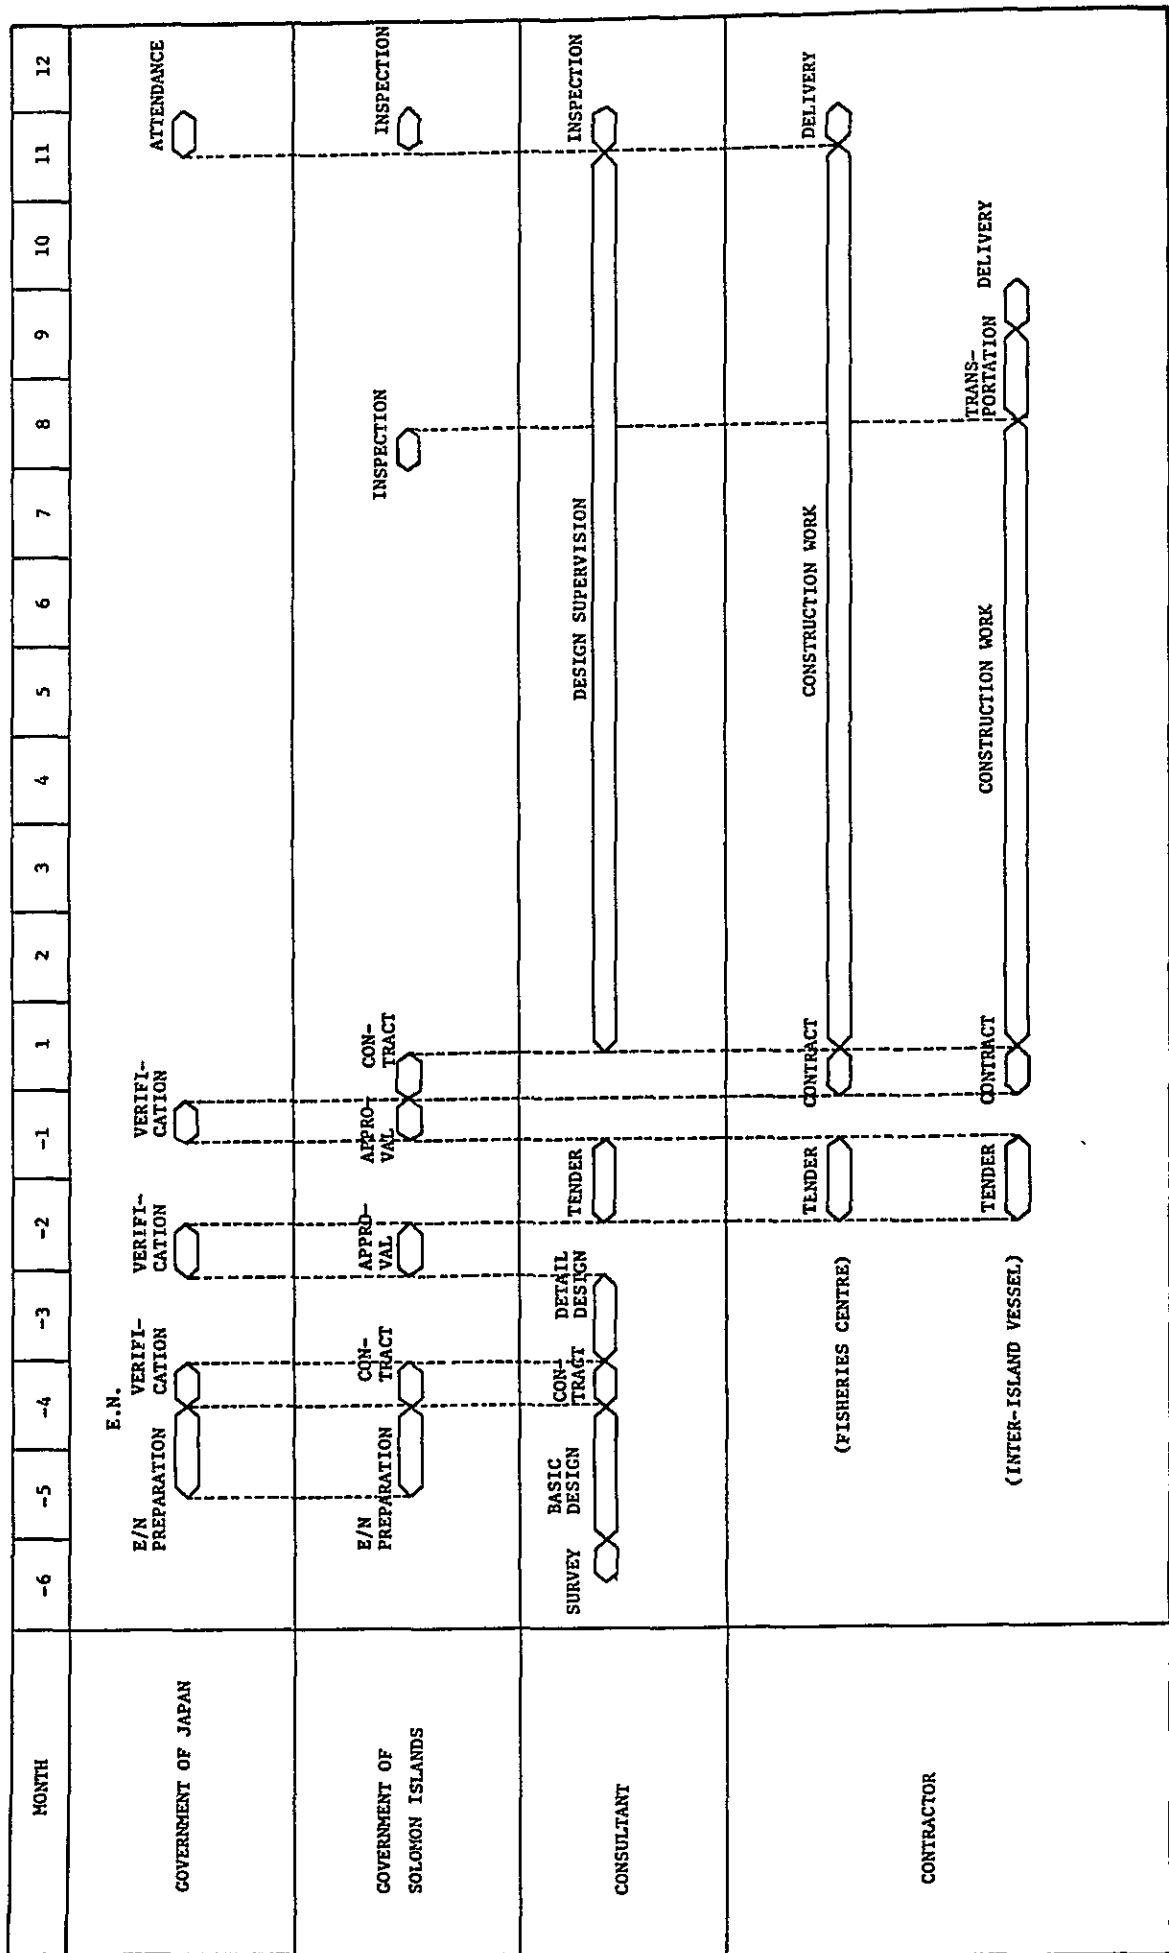 MONTH
-6
-5
-4
-3
-2
-1
1
2
3
4
5
6
7
8
9
10
11
12
GOVERNMENT OF JAPAN
E/N
PREPARATION
E.N.
VERIFI-
CATION
VERIFI-
CATION
VERIFI-
CATION
ATTENDANCE
GOVERNMENT OF
SOLOMON ISLANDS
E/N
PREPARATION
CON-
TRACT
APPRO-
VAL
APPRO-
VAL
CON-
TRACT
INSPECTION
INSPECTION
CONSULTANT
SURVEY
BASIC
DESIGN
CON-
TRACT
DETAIL
DESIGN
TENDER
DESIGN SUPERVISION
INSPECTION
CONTRACTOR
(FISHERIES CENTRE)
TENDER
CONTRACT
CONSTRUCTION WORK
DELIVERY
(INTER-ISLAND VESSEL)
TENDER
CONTRACT
CONSTRUCTION WORK
TRANS-
PORTATION
DELIVERY